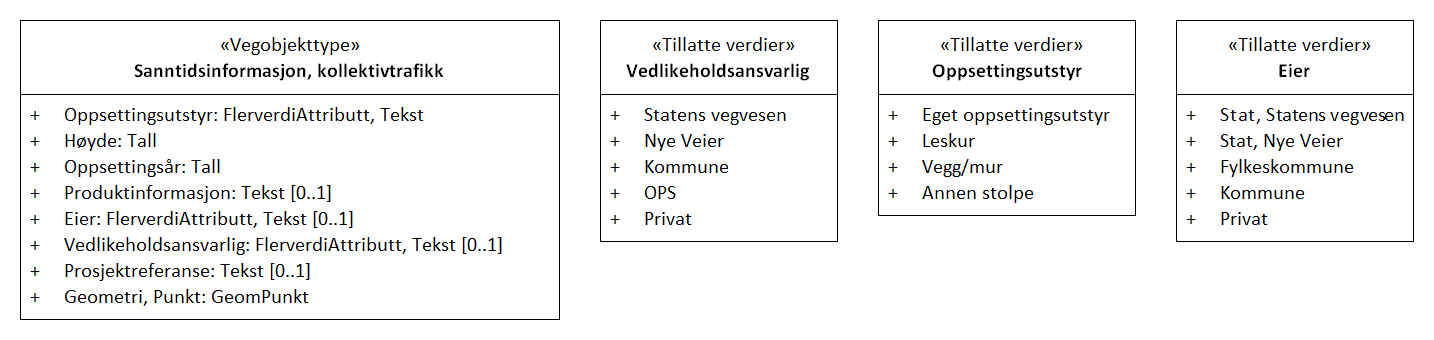 «Vegobjekttype»
Sanntidsinformasjon, kollektivtrafikk
+ Oppsettingsutstyr: FlerverdiAttributt, Tekst
+ Høyde: Tall
+ Oppsettingsår: Tall
+ Produktinformasjon: Tekst [0..1]
+ Eier: FlerverdiAttributt, Tekst [0..1]
+ Vedlikeholdsansvarlig: FlerverdiAttributt, Tekst [0..1]
+ Prosjektreferanse: Tekst [0..1]
+ Geometri, Punkt: GeomPunkt
«Tillatte verdier»
Vedlikeholdsansvarlig
+ Statens vegvesen
+ Nye Veier
+ Kommune
+ OPS
+ Privat
«Tillatte verdier»
Oppsettingsutstyr
+ Eget oppsettingsutstyr
+ Leskur
+ Vegg/mur
+ Annen stolpe
«Tillatte verdier»
Eier
+ Stat, Statens vegvesen
+ Stat, Nye Veier
+ Fylkeskommune
+ Kommune
+ Privat